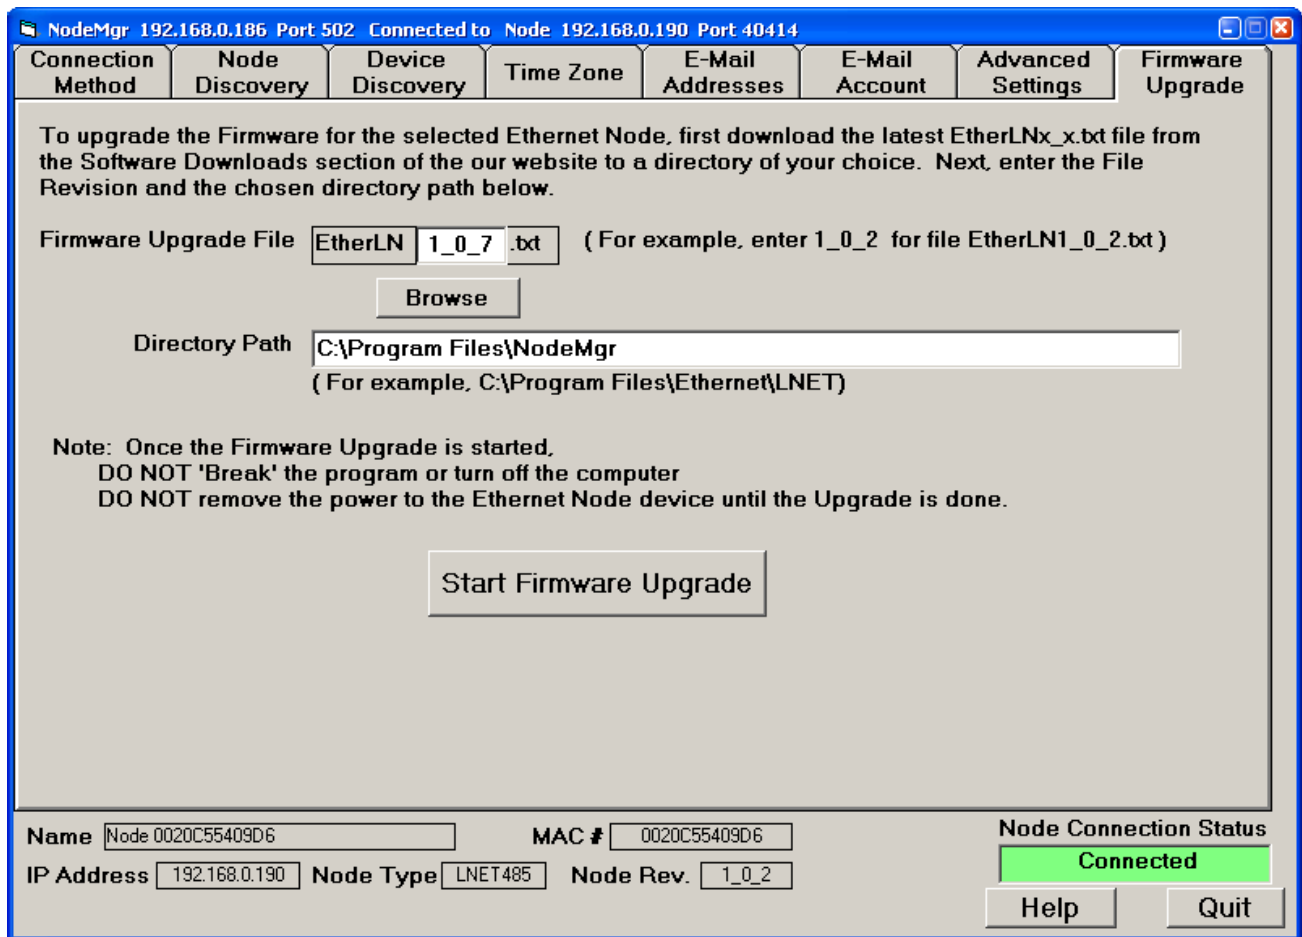 NodeMgr 192.168.0.186 Port 502 Connected to Node 192.168.0.190 Port 40414
Connection Method
Node Discovery
Device Discovery
Time Zone
E-Mail Addresses
E-Mail Account
Advanced Settings
Firmware Upgrade
To upgrade the Firmware for the selected Ethernet Node, first download the latest EtherLNx_x.txt file from
the Software Downloads section of the our website to a directory of your choice. Next, enter the File
Revision and the chosen directory path below.
Firmware Upgrade File EtherLN 1_0_7 .txt ( For example, enter 1_0_2 for file EtherLN1_0_2.txt )
Browse
Directory Path C:\Program Files\NodeMgr
( For example, C:\Program Files\Ethernet\LNET)
Note: Once the Firmware Upgrade is started,
DO NOT 'Break' the program or turn off the computer
DO NOT remove the power to the Ethernet Node device until the Upgrade is done.
Start Firmware Upgrade
Name Node 0020C55409D6 MAC # 0020C55409D6
Node Connection Status
Connected
IP Address 192.168.0.190 Node Type LNET485 Node Rev. 1_0_2
Help Quit